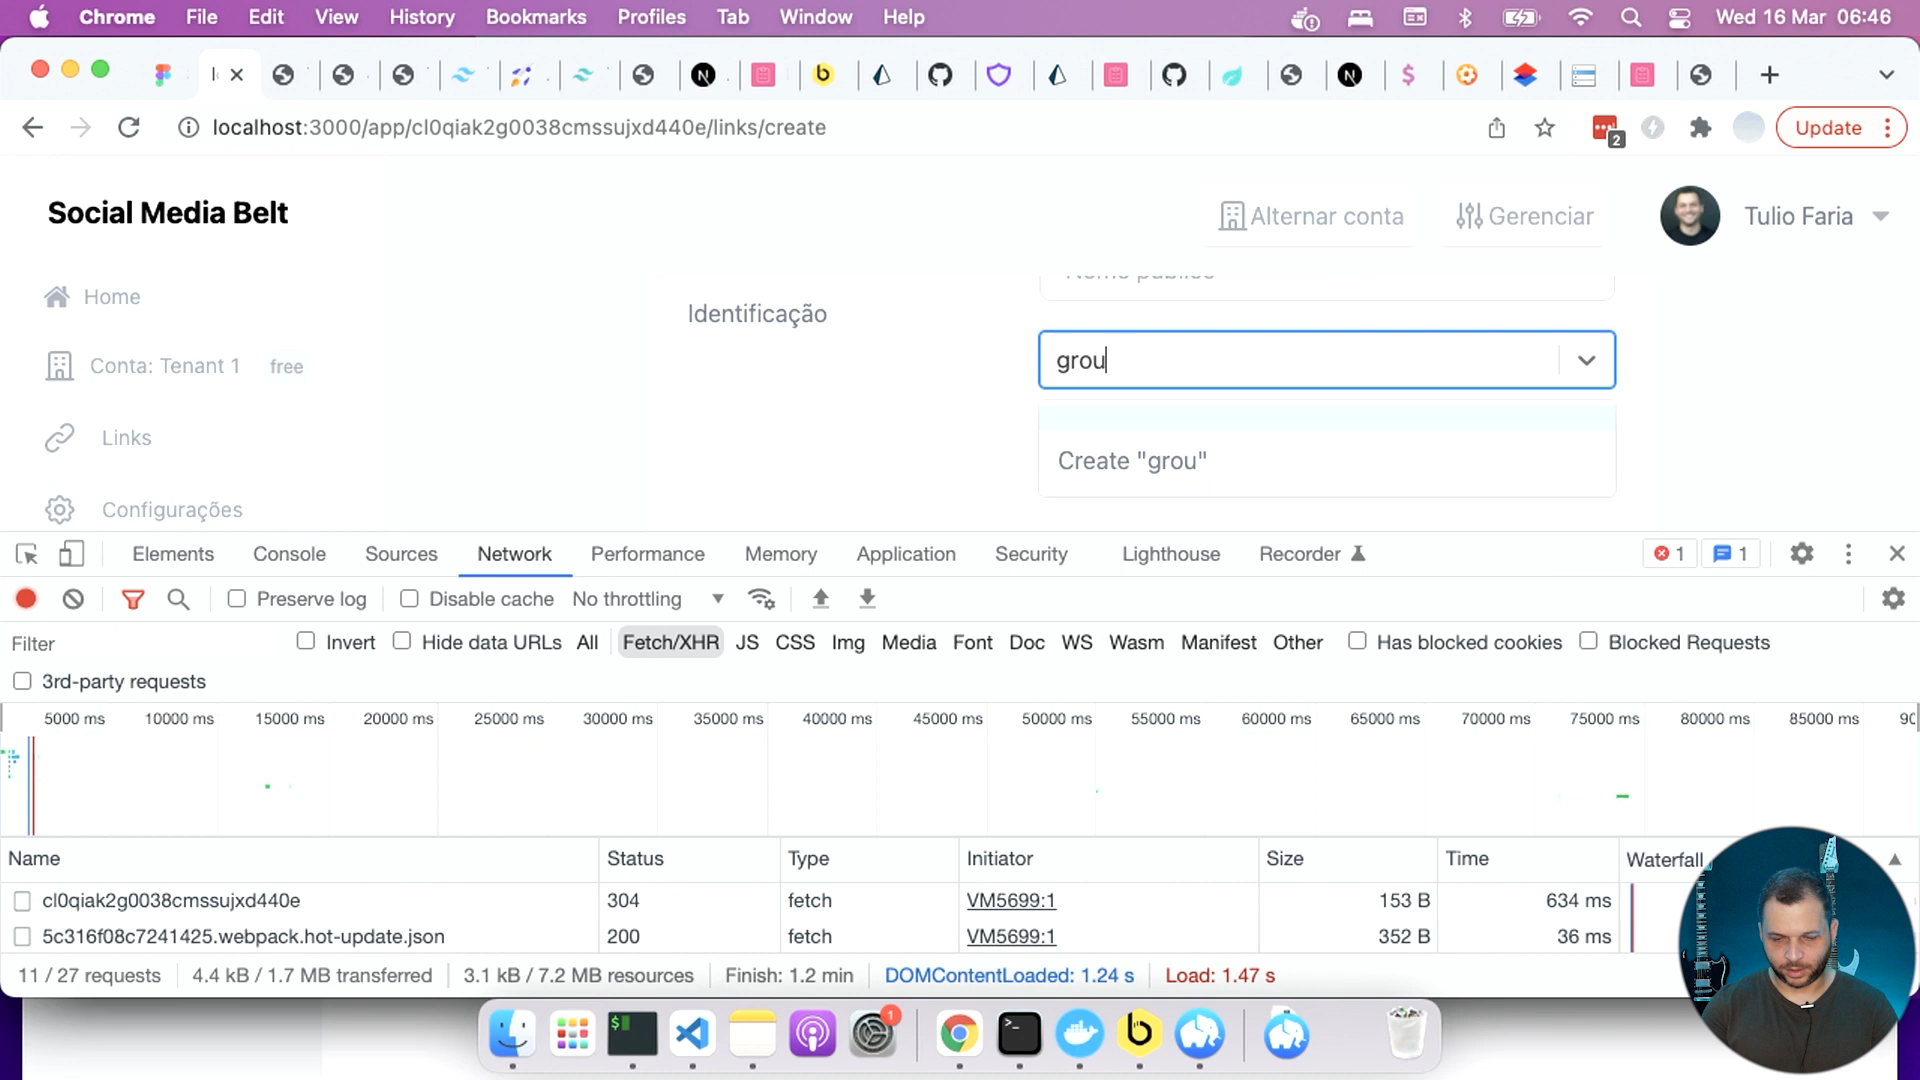 Chrome File Edit View History Bookmarks Profiles Tab Window Help Wed 16 Mar 06:46
localhost:3000/app/cl0qiak2g0038cmssujxd440e/links/create
2
Update
Social Media Belt
Alternar conta
Gerenciar
Tulio Faria
Home
Conta: Tenant 1 free
Links
Configurações
Nome público
Identificação
grou
Create "grou"
Elements Console Sources Network Performance Memory Application Security Lighthouse Recorder 1 1
Preserve log Disable cache No throttling
Filter Invert Hide data URLs All Fetch/XHR JS CSS Img Media Font Doc WS Wasm Manifest Other Has blocked cookies Blocked Requests
3rd-party requests
5000 ms 10000 ms 15000 ms 20000 ms 25000 ms 30000 ms 35000 ms 40000 ms 45000 ms 50000 ms 55000 ms 60000 ms 65000 ms 70000 ms 75000 ms 80000 ms 85000 ms
Name Status Type Initiator Size Time Waterfall
cl0qiak2g0038cmssujxd440e 304 fetch VM5699:1 153 B 634 ms
5c316f08c7241425.webpack.hot-update.json 200 fetch VM5699:1 352 B 36 ms
11 / 27 requests 4.4 kB / 1.7 MB transferred 3.1 kB / 7.2 MB resources Finish: 1.2 min DOMContentLoaded: 1.24 s Load: 1.47 s
1